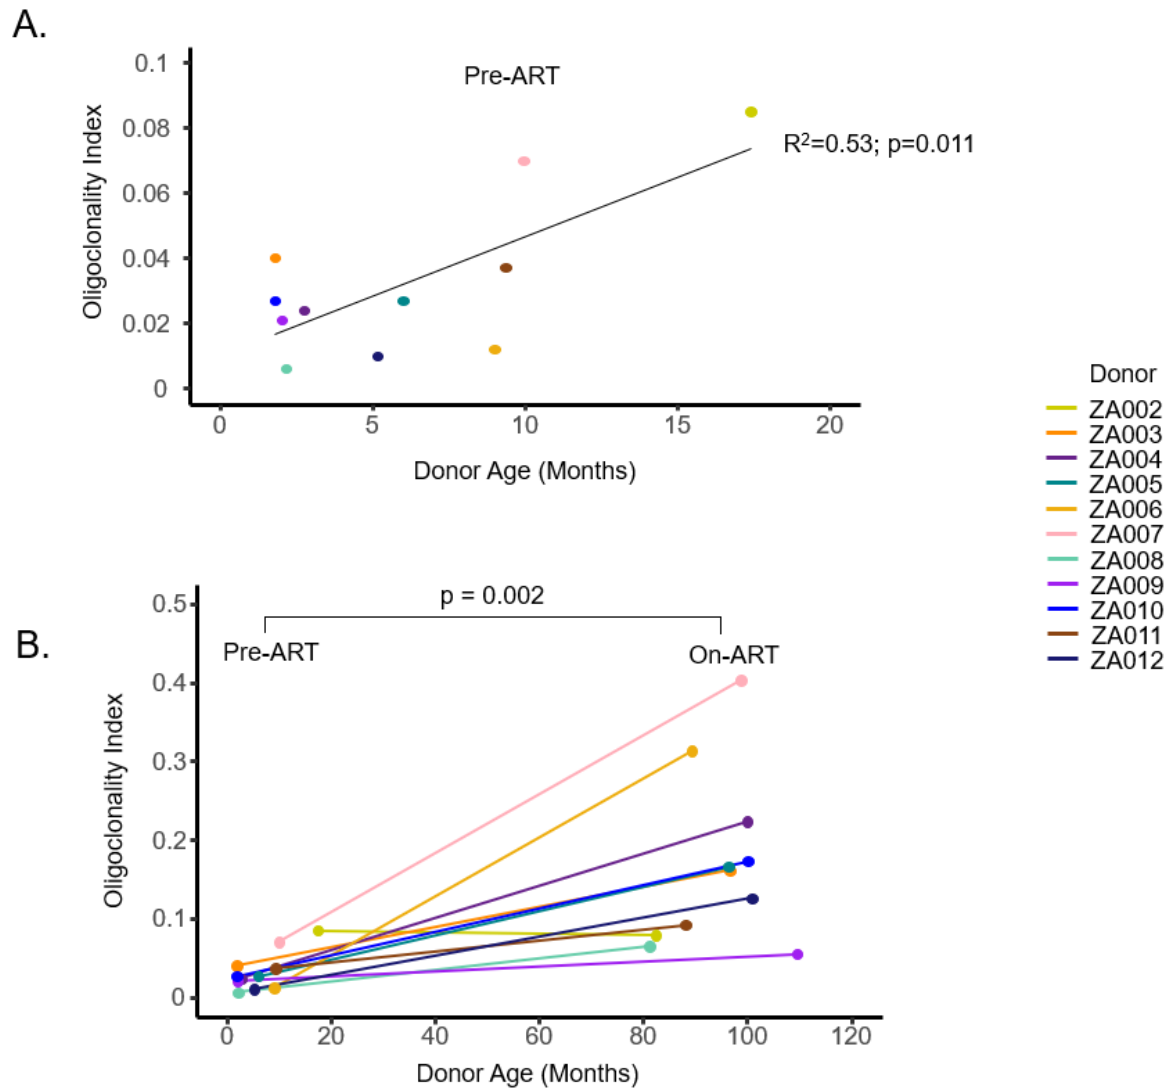 A.
Pre-ART
R²=0.53; p=0.011
Oligoclonality Index
0.1
0.08
0.06
0.04
0.02
0
0 5 10 15 20
Donor Age (Months)
Donor
ZA002
ZA003
ZA004
ZA005
ZA006
ZA007
ZA008
ZA009
ZA010
ZA011
ZA012
B.
p = 0.002
Pre-ART On-ART
Oligoclonality Index
0.5
0.4
0.3
0.2
0.1
0
0 20 40 60 80 100 120
Donor Age (Months)